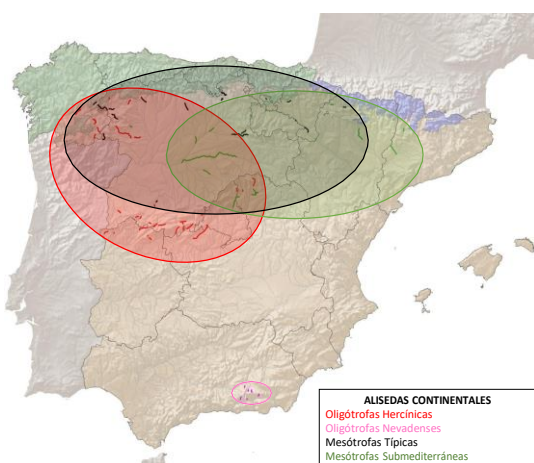 ALISEDAS CONTINENTALES
Oligótrofas Hercínicas
Oligótrofas Nevadenses
Mesótrofas Típicas
Mesótrofas Submediterráneas